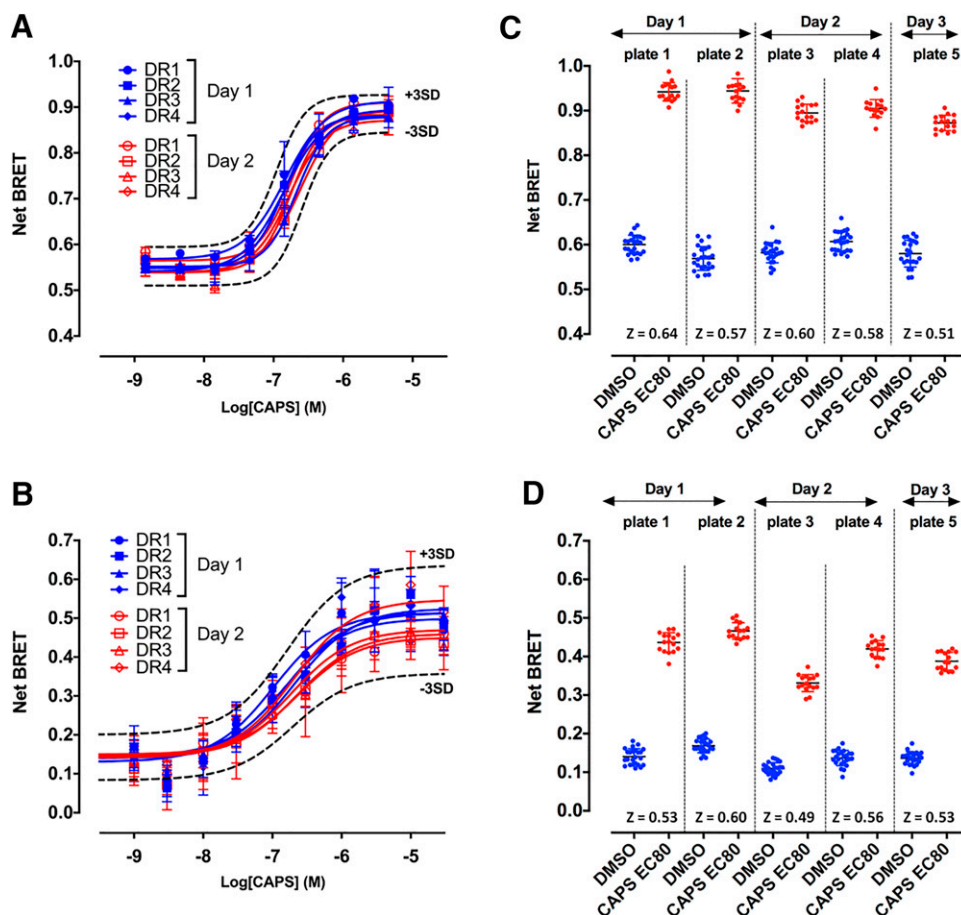 A
DR1
DR2
DR3
DR4
Day 1
DR1
DR2
DR3
DR4
Day 2
+3SD
-3SD
Net BRET
1.0
0.9
0.8
0.7
0.6
0.5
0.4
-9 -8 -7 -6 -5
Log[CAPS] (M)
C
Day 1 Day 2 Day 3
plate 1 plate 2 plate 3 plate 4 plate 5
Net BRET
1.0
0.9
0.8
0.7
0.6
0.5
0.4
Z = 0.64 Z = 0.57 Z = 0.60 Z = 0.58 Z = 0.51
DMSO CAPS EC80 DMSO CAPS EC80 DMSO CAPS EC80 DMSO CAPS EC80 DMSO CAPS EC80
B
DR1
DR2
DR3
DR4
Day 1
DR1
DR2
DR3
DR4
Day 2
+3SD
-3SD
Net BRET
0.7
0.6
0.5
0.4
0.3
0.2
0.1
0.0
-9 -8 -7 -6 -5
Log[CAPS] (M)
D
Day 1 Day 2 Day 3
plate 1 plate 2 plate 3 plate 4 plate 5
Net BRET
0.7
0.6
0.5
0.4
0.3
0.2
0.1
0.0
Z = 0.53 Z = 0.60 Z = 0.49 Z = 0.56 Z = 0.53
DMSO CAPS EC80 DMSO CAPS EC80 DMSO CAPS EC80 DMSO CAPS EC80 DMSO CAPS EC80